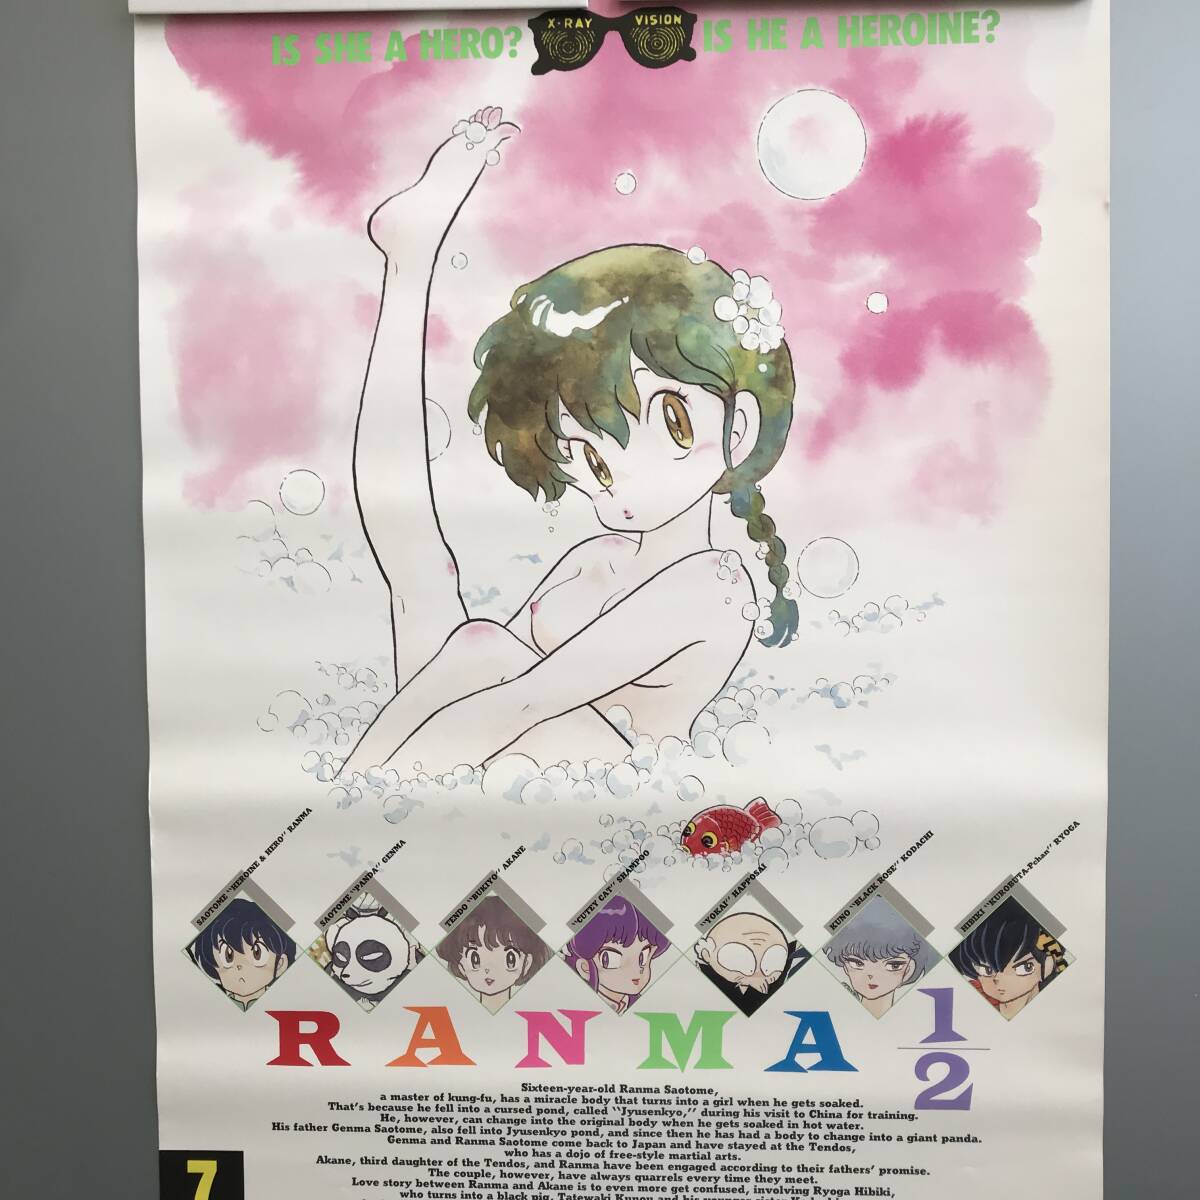 IS SHE A HERO? X-RAY VISION IS HE A HEROINE?
SAOTOME "HEROINE & HERO" RANMA
SAOTOME "PANDA" GENMA
TENDO "BUKIYO" AKANE
"CUTEY CAT" SHAMPOO
"YOKAI" HAPPOSAI
KUNO "BLACK ROSE" KODACHI
HIBIKI "KUROBUTA-Pchan" RYOGA
RANMA 1/2
Sixteen-year-old Ranma Saotome,
a master of kung-fu, has a miracle body that turns into a girl when he gets soaked.
That's because he fell into a cursed pond, called "Jyusenkyo," during his visit to China for training.
He, however, can change into the original body when he gets soaked in hot water.
His father Genma Saotome, also fell into Jyusenkyo pond, and since then he has had a body to change into a giant panda.
Genma and Ranma Saotome come back to Japan and have stayed at the Tendos,
who has a dojo of free-style martial arts.
Akane, third daughter of the Tendos, and Ranma have been engaged according to their fathers' promise.
The couple, however, have always quarrels every time they meet.
Love story between Ranma and Akane is to even more get confused, involving Ryoga Hibiki,
who turns into a black pig, Tatewaki Kunou and his younger sister
7